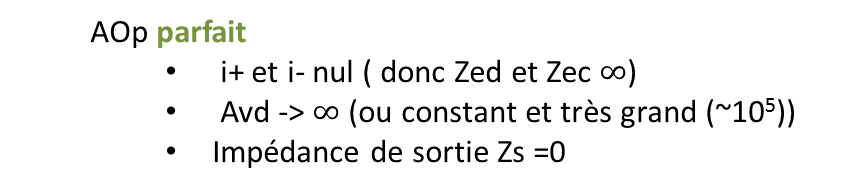 AOp parfait
• i+ et i- nul ( donc Zed et Zec ∞)
• Avd -> ∞ (ou constant et très grand (~10⁵))
• Impédance de sortie Zs =0